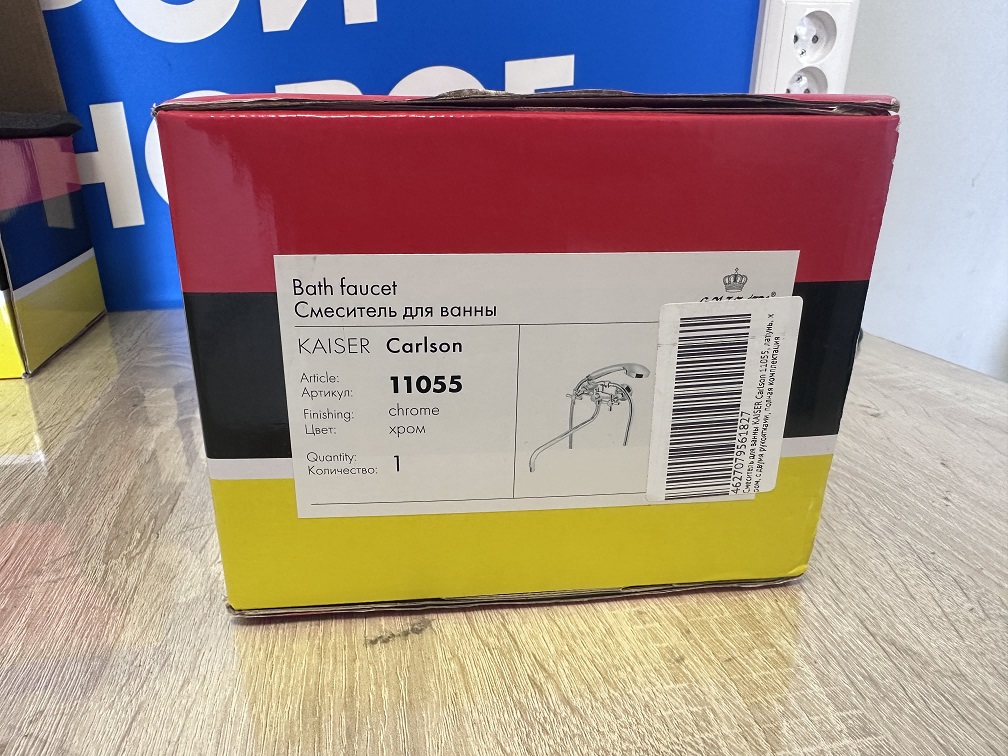 НОВОЕ
Bath faucet
Смеситель для ванны
KAISER Carlson
Article:
Артикул: 11055
Finishing: chrome
Цвет: хром
Quantity:
Количество: 1
4627079561827
Смеситель для ванны KAISER Carlson 11055, латунь, х
ром, с двумя рукоятками, полная комплектация